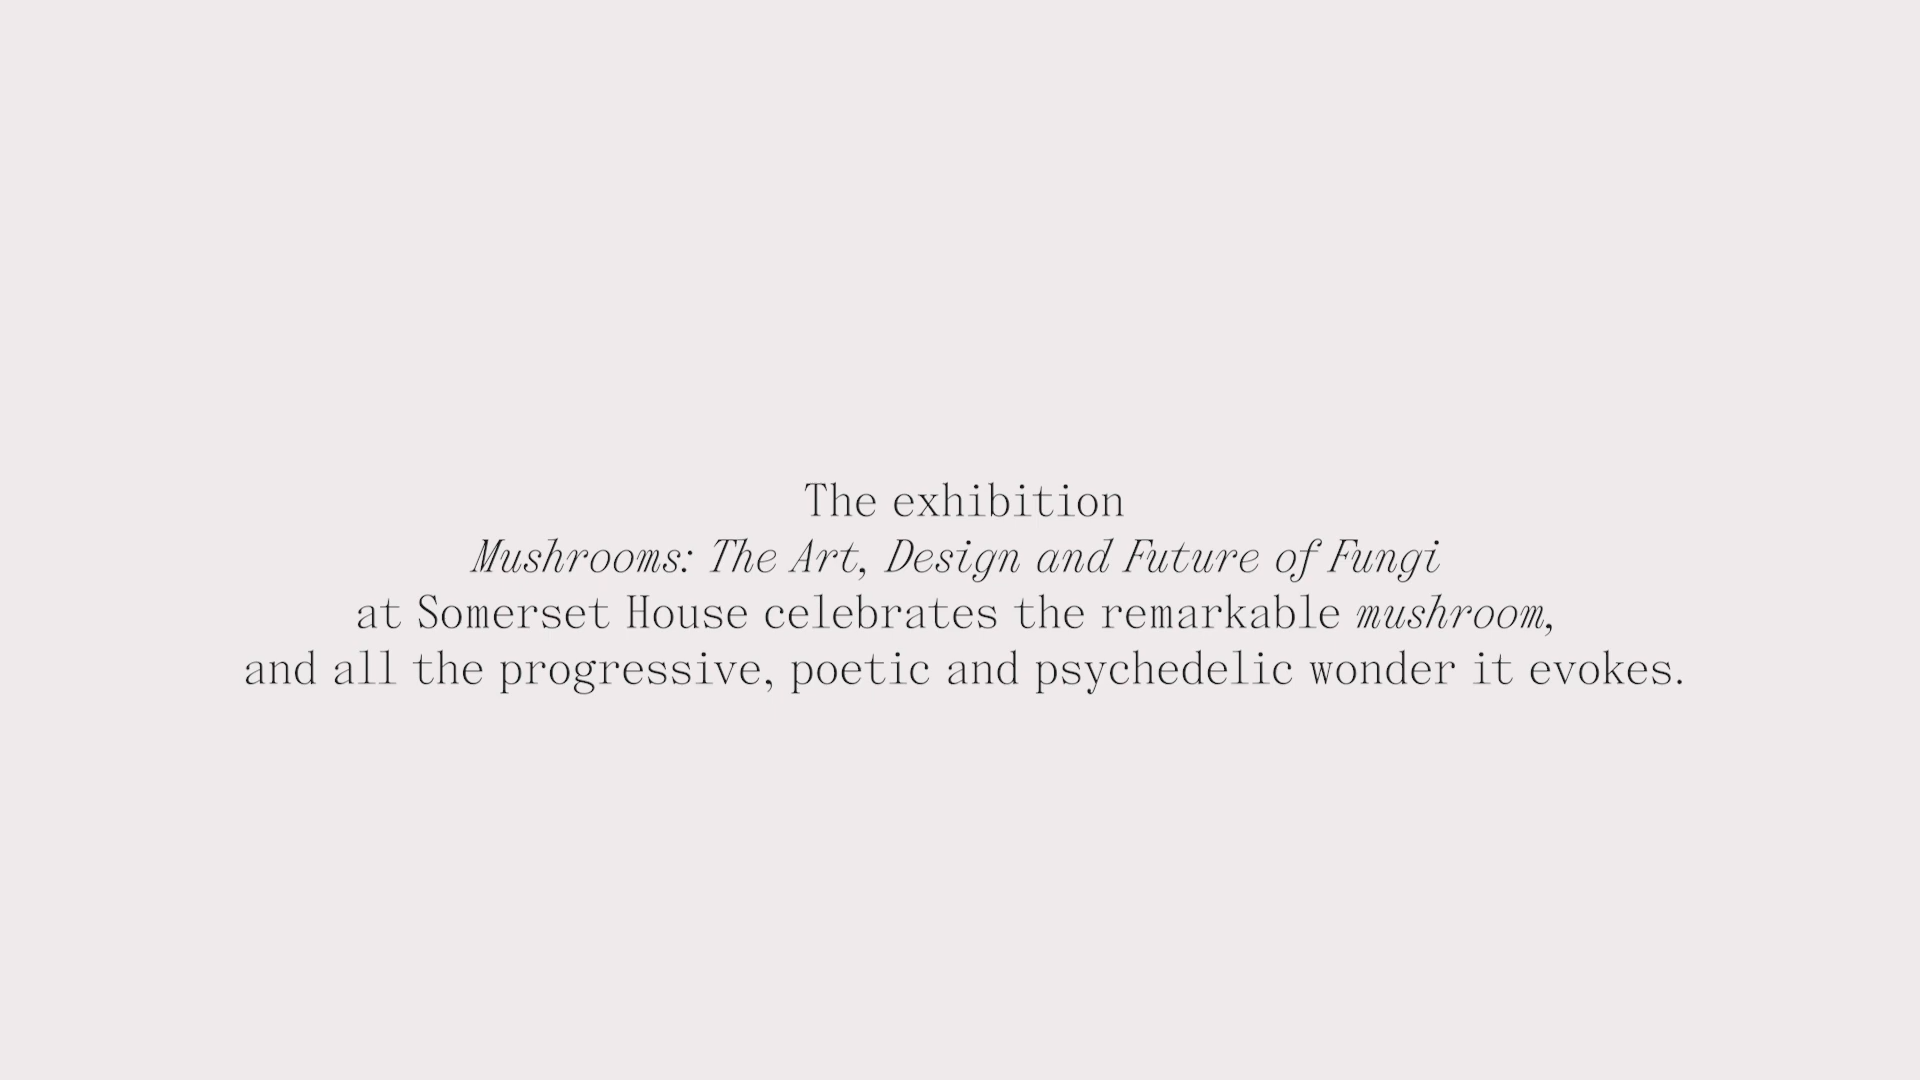 The exhibition
Mushrooms: The Art, Design and Future of Fungi
at Somerset House celebrates the remarkable mushroom,
and all the progressive, poetic and psychedelic wonder it evokes.